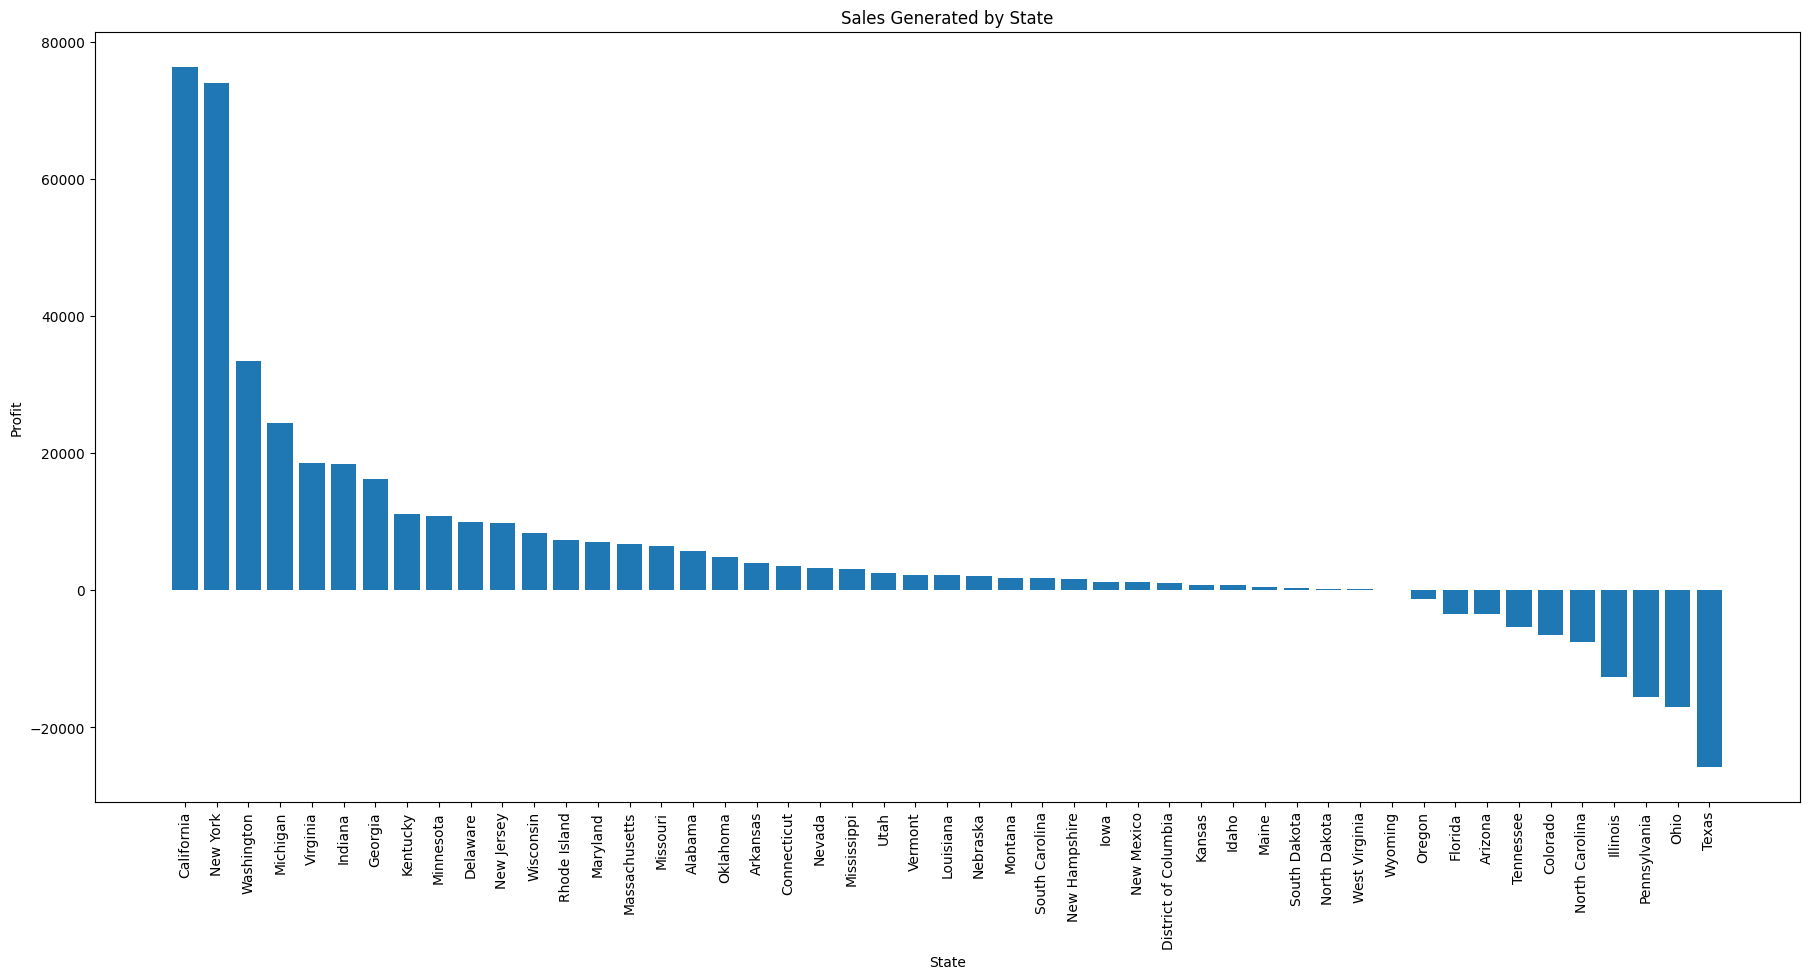 Sales Generated by State
80000
60000
40000
20000
0
−20000
Profit
California
New York
Washington
Michigan
Virginia
Indiana
Georgia
Kentucky
Minnesota
Delaware
New Jersey
Wisconsin
Rhode Island
Maryland
Massachusetts
Missouri
Alabama
Oklahoma
Arkansas
Connecticut
Nevada
Mississippi
Utah
Vermont
Louisiana
Nebraska
Montana
South Carolina
New Hampshire
Iowa
New Mexico
District of Columbia
Kansas
Idaho
Maine
South Dakota
North Dakota
West Virginia
Wyoming
Oregon
Florida
Arizona
Tennessee
Colorado
North Carolina
Illinois
Pennsylvania
Ohio
Texas
State